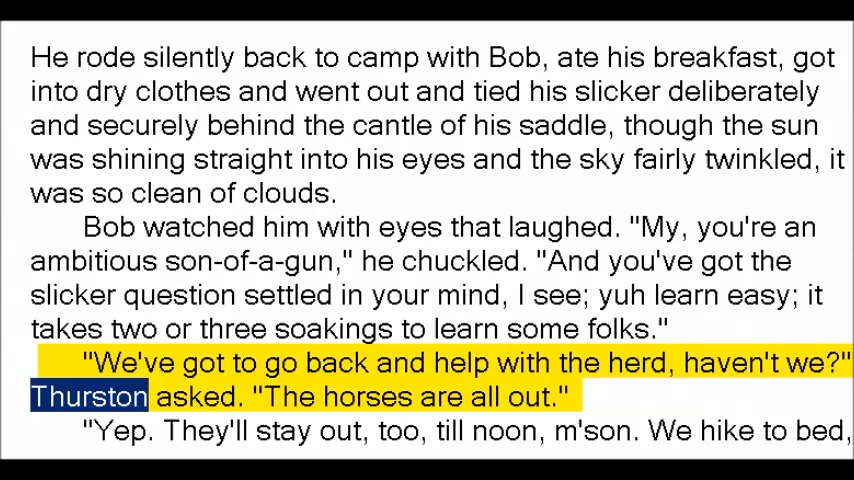 He rode silently back to camp with Bob, ate his breakfast, got
into dry clothes and went out and tied his slicker deliberately
and securely behind the cantle of his saddle, though the sun
was shining straight into his eyes and the sky fairly twinkled, it
was so clean of clouds.
Bob watched him with eyes that laughed. "My, you're an
ambitious son-of-a-gun," he chuckled. "And you've got the
slicker question settled in your mind, I see; yuh learn easy; it
takes two or three soakings to learn some folks."
"We've got to go back and help with the herd, haven't we?"
Thurston asked. "The horses are all out."
"Yep. They'll stay out, too, till noon, m'son. We hike to bed,